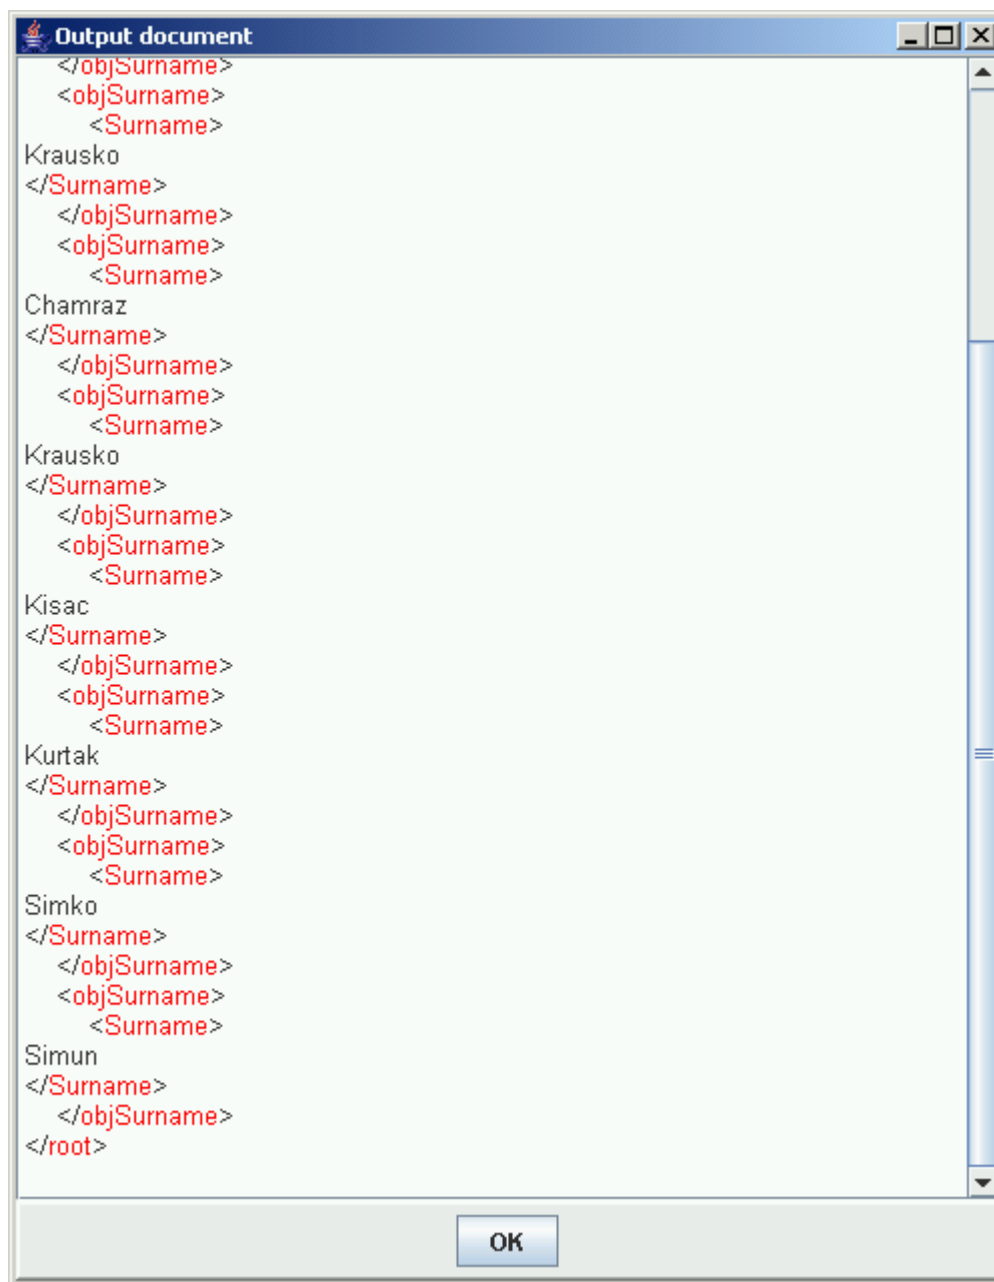 Output document
</objSurname>
<objSurname>
<Surname>
Krausko
</Surname>
</objSurname>
<objSurname>
<Surname>
Chamraz
</Surname>
</objSurname>
<objSurname>
<Surname>
Krausko
</Surname>
</objSurname>
<objSurname>
<Surname>
Kisac
</Surname>
</objSurname>
<objSurname>
<Surname>
Kurtak
</Surname>
</objSurname>
<objSurname>
<Surname>
Simko
</Surname>
</objSurname>
<objSurname>
<Surname>
Simun
</Surname>
</objSurname>
</root>
OK